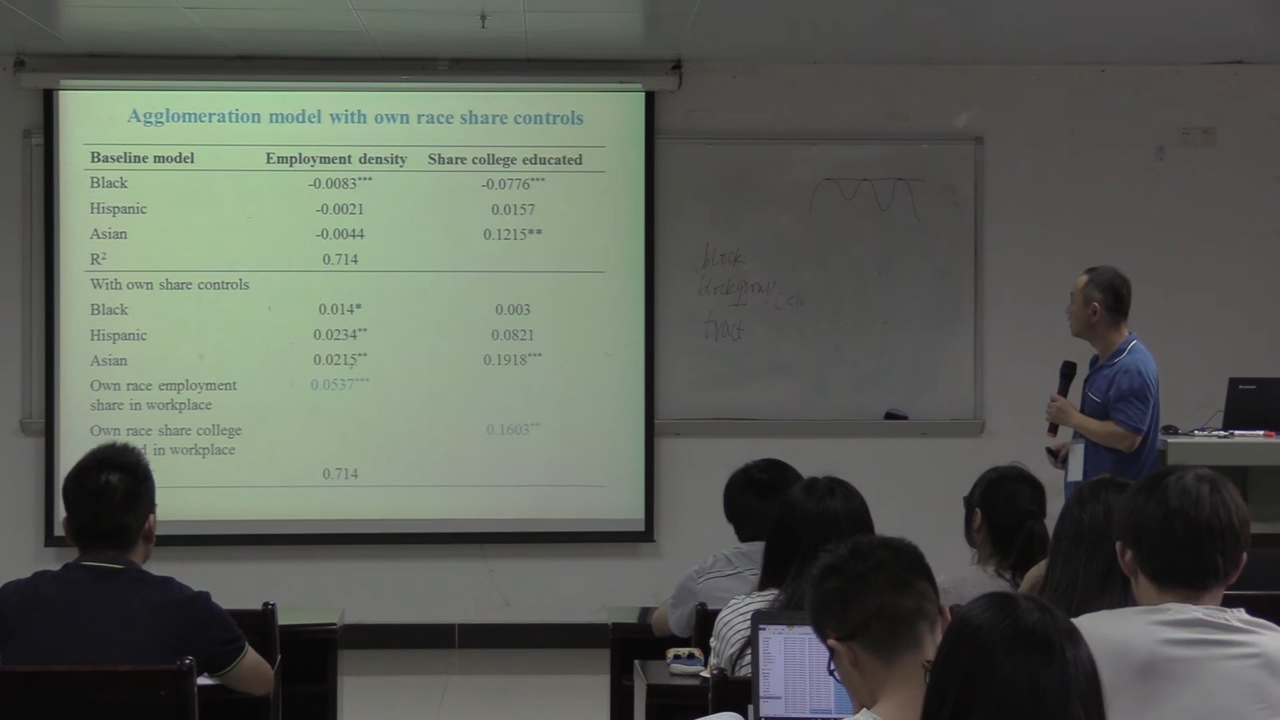 Agglomeration model with own race share controls
Baseline model Employment density Share college educated
Black -0.0083*** -0.0776***
Hispanic -0.0021 0.0157
Asian -0.0044 0.1215**
R² 0.714
With own share controls
Black 0.014* 0.003
Hispanic 0.0234** 0.0821
Asian 0.0215** 0.1918***
Own race employment 0.0537***
share in workplace
Own race share college 0.1603**
in workplace
0.714
block
blockgroup
tract